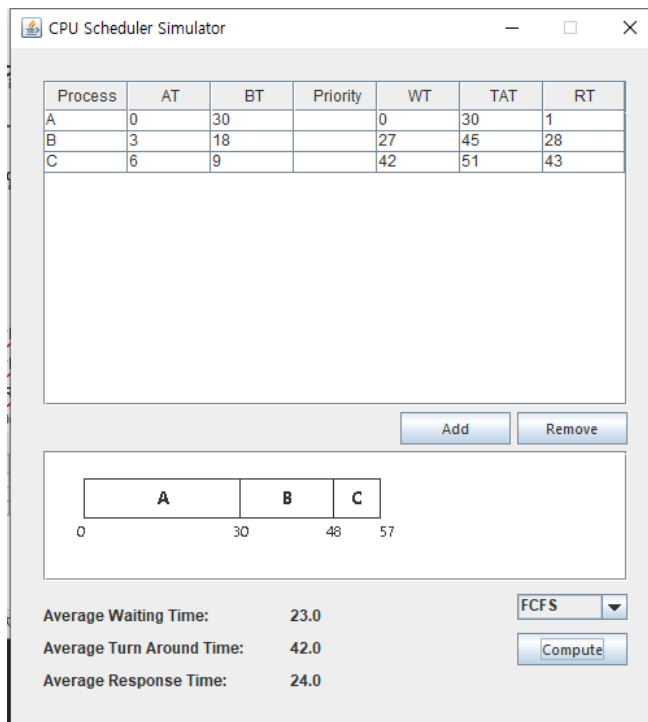 CPU Scheduler Simulator
Process AT BT Priority WT TAT RT
A 0 30 0 30 1
B 3 18 27 45 28
C 6 9 42 51 43
Add Remove
A B C
0 30 48 57
Average Waiting Time: 23.0
FCFS
Average Turn Around Time: 42.0
Compute
Average Response Time: 24.0